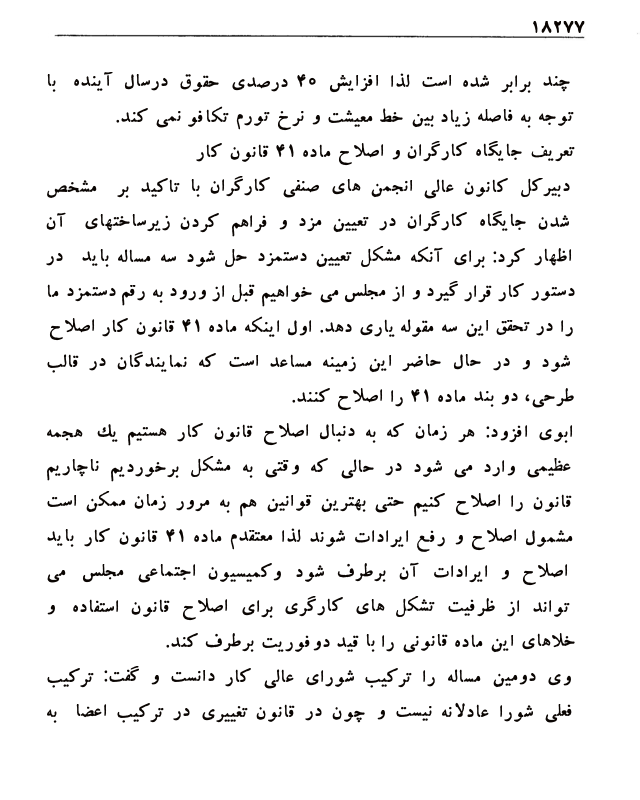 ۱۸۲۷۷
چند برابر شده است لذا افزایش ۴۰ درصدی حقوق درسال آینده با
توجه به فاصله زیاد بین خط معیشت و نرخ تورم تکافو نمی کند.
تعریف جایگاه کارگران و اصلاح ماده ۴۱ قانون کار
دبیرکل کانون عالی انجمن های صنفی کارگران با تاکید بر مشخص
شدن جایگاه کارگران در تعیین مزد و فراهم کردن زیرساختهای آن
اظهار کرد: برای آنکه مشکل تعیین دستمزد حل شود سه مساله باید در
دستور کار قرار گیرد و از مجلس می خواهیم قبل از ورود به رقم دستمزد ما
را در تحقق این سه مقوله یاری دهد. اول اینکه ماده ۴۱ قانون کار اصلاح
شود و در حال حاضر این زمینه مساعد است که نمایندگان در قالب
طرحی، دو بند ماده ۴۱ را اصلاح کنند.
ابوی افزود: هر زمان که به دنبال اصلاح قانون کار هستیم یك هجمه
عظیمی وارد می شود در حالی که وقتی به مشکل برخوردیم ناچاریم
قانون را اصلاح کنیم حتی بهترین قوانین هم به مرور زمان ممکن است
مشمول اصلاح و رفع ایرادات شوند لذا معتقدم ماده ۴۱ قانون کار باید
اصلاح و ایرادات آن برطرف شود وکمیسیون اجتماعی مجلس می
تواند از ظرفیت تشکل های کارگری برای اصلاح قانون استفاده و
خلاهای این ماده قانونی را با قید دو فوریت برطرف کند.
وی دومین مساله را ترکیب شورای عالی کار دانست و گفت: ترکیب
فعلی شورا عادلانه نیست و چون در قانون تغییری در ترکیب اعضا به